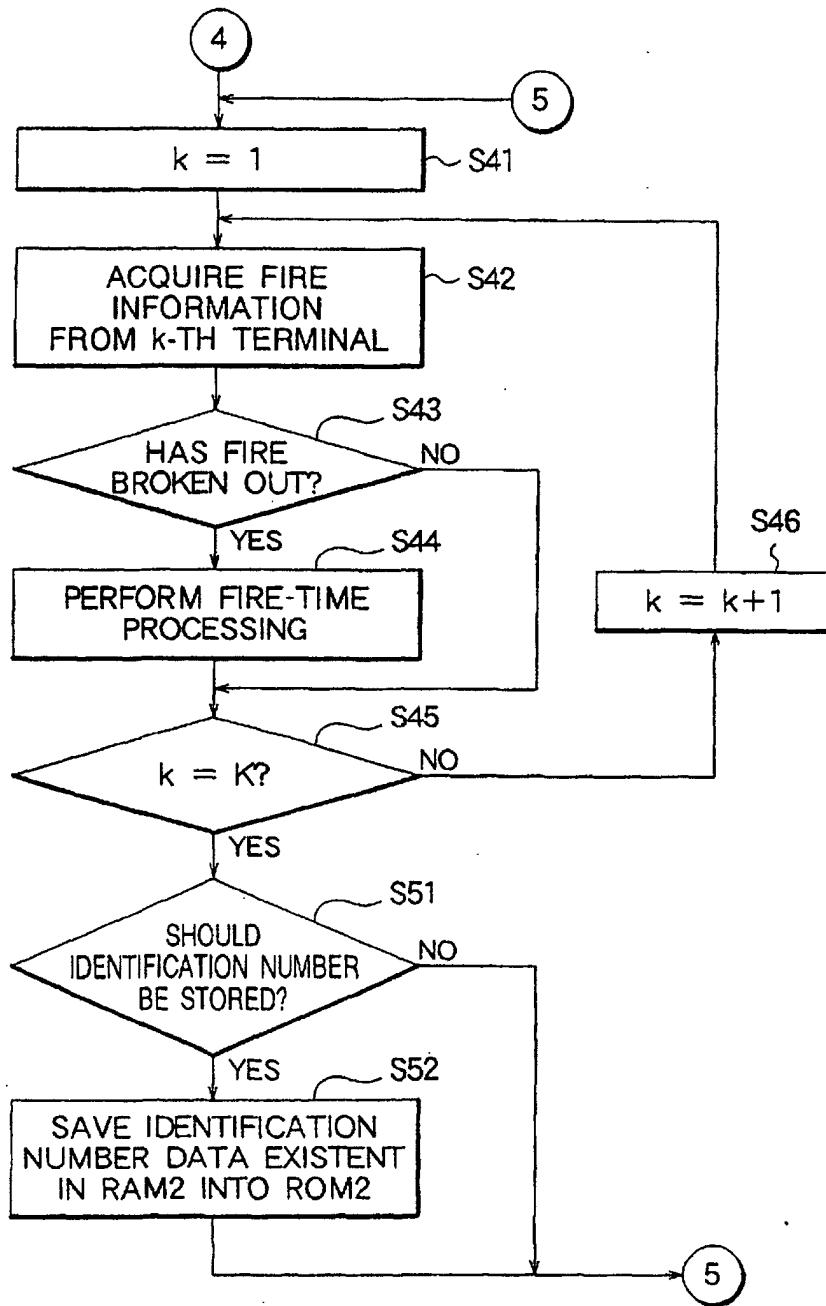 4
5
k = 1
S41
ACQUIRE FIRE
INFORMATION
FROM k-TH TERMINAL
S42
S43
HAS FIRE
BROKEN OUT?
NO
YES
S44
PERFORM FIRE-TIME
PROCESSING
S46
k = k+1
S45
k = K?
NO
YES
S51
SHOULD
IDENTIFICATION NUMBER
BE STORED?
NO
YES
S52
SAVE IDENTIFICATION
NUMBER DATA EXISTENT
IN RAM2 INTO ROM2
5